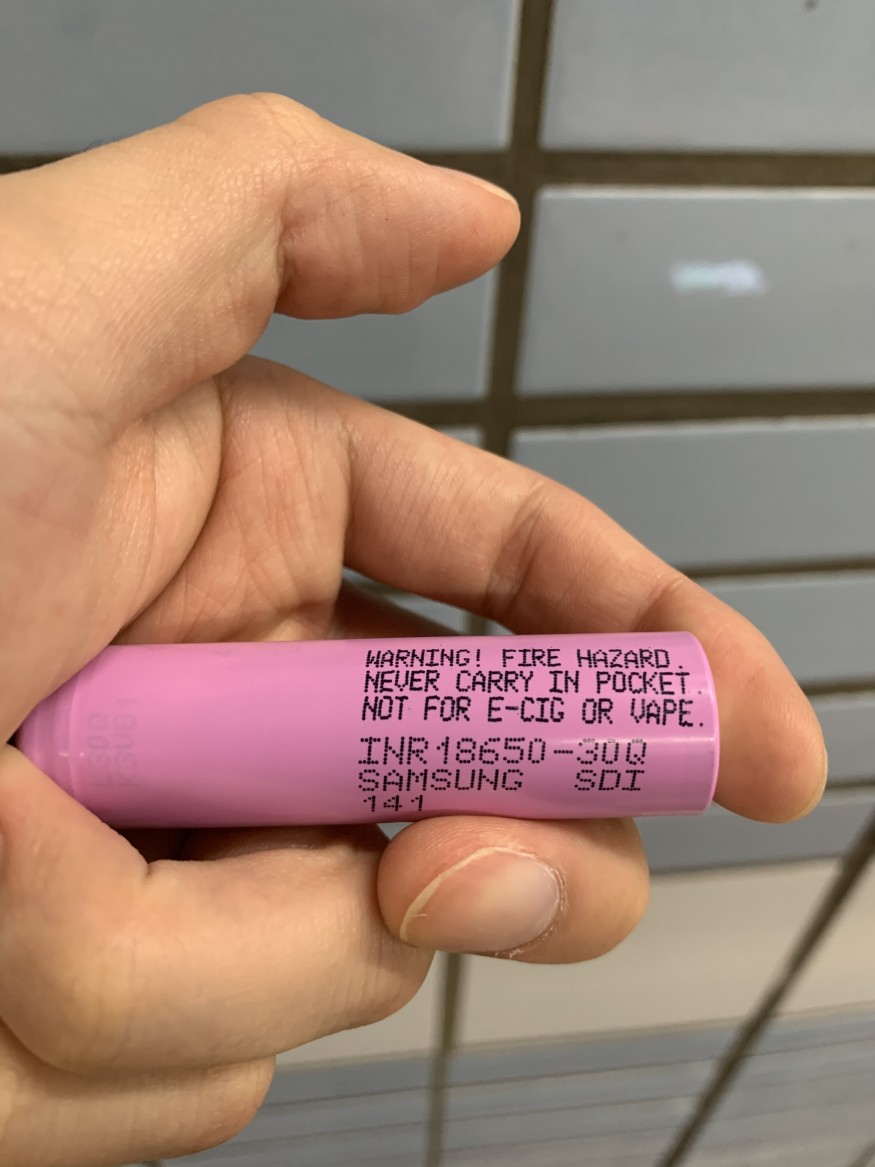 WARNING! FIRE HAZARD.
NEVER CARRY IN POCKET.
NOT FOR E-CIG OR VAPE.
INR18650-30Q
SAMSUNG SDI
141